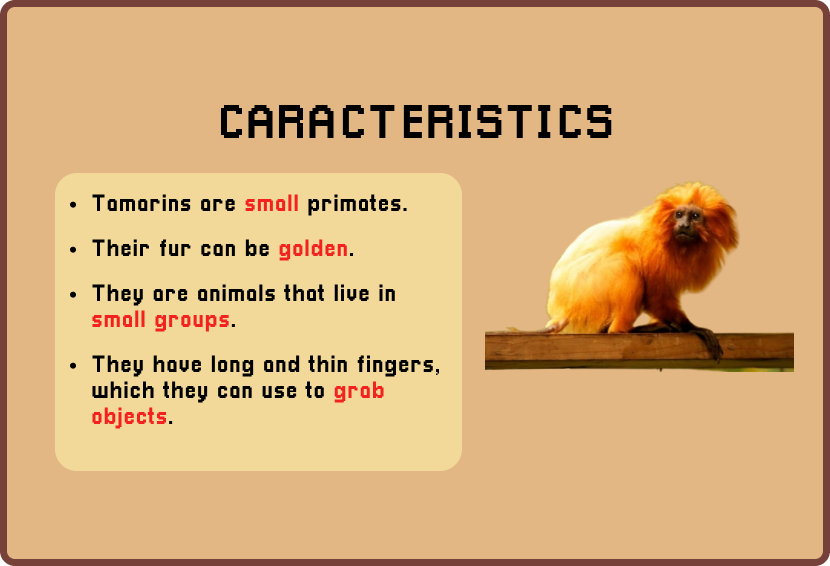 CARACTERISTICS
• Tamarins are small primates.
• Their fur can be golden.
• They are animals that live in
small groups.
• They have long and thin fingers,
which they can use to grab
objects.